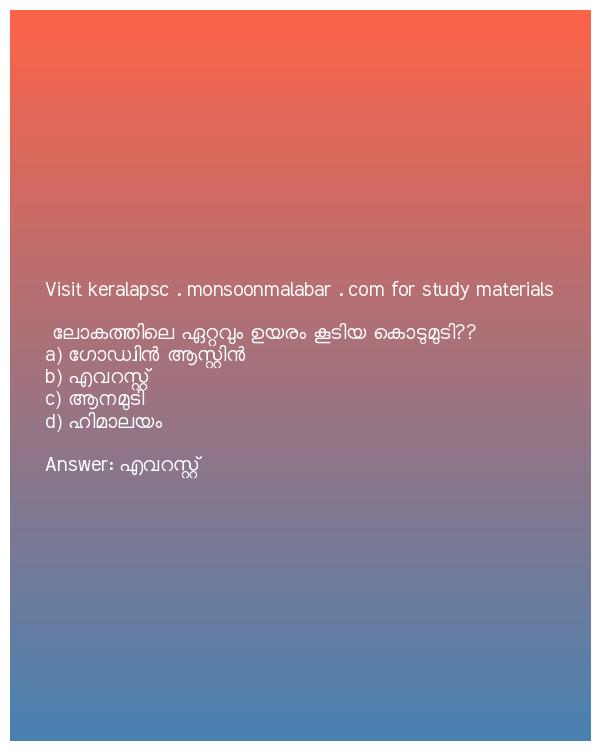 Visit keralapsc . monsoonmalabar . com for study materials
ലോകത്തിലെ ഏറ്റവും ഉയരം കൂടിയ കൊടുമുടി??
a) ഗോഡ്വിൻ ആസ്റ്റിൻ
b) എവറസ്റ്റ്
c) ആനമുടി
d) ഹിമാലയം
Answer: എവറസ്റ്റ്